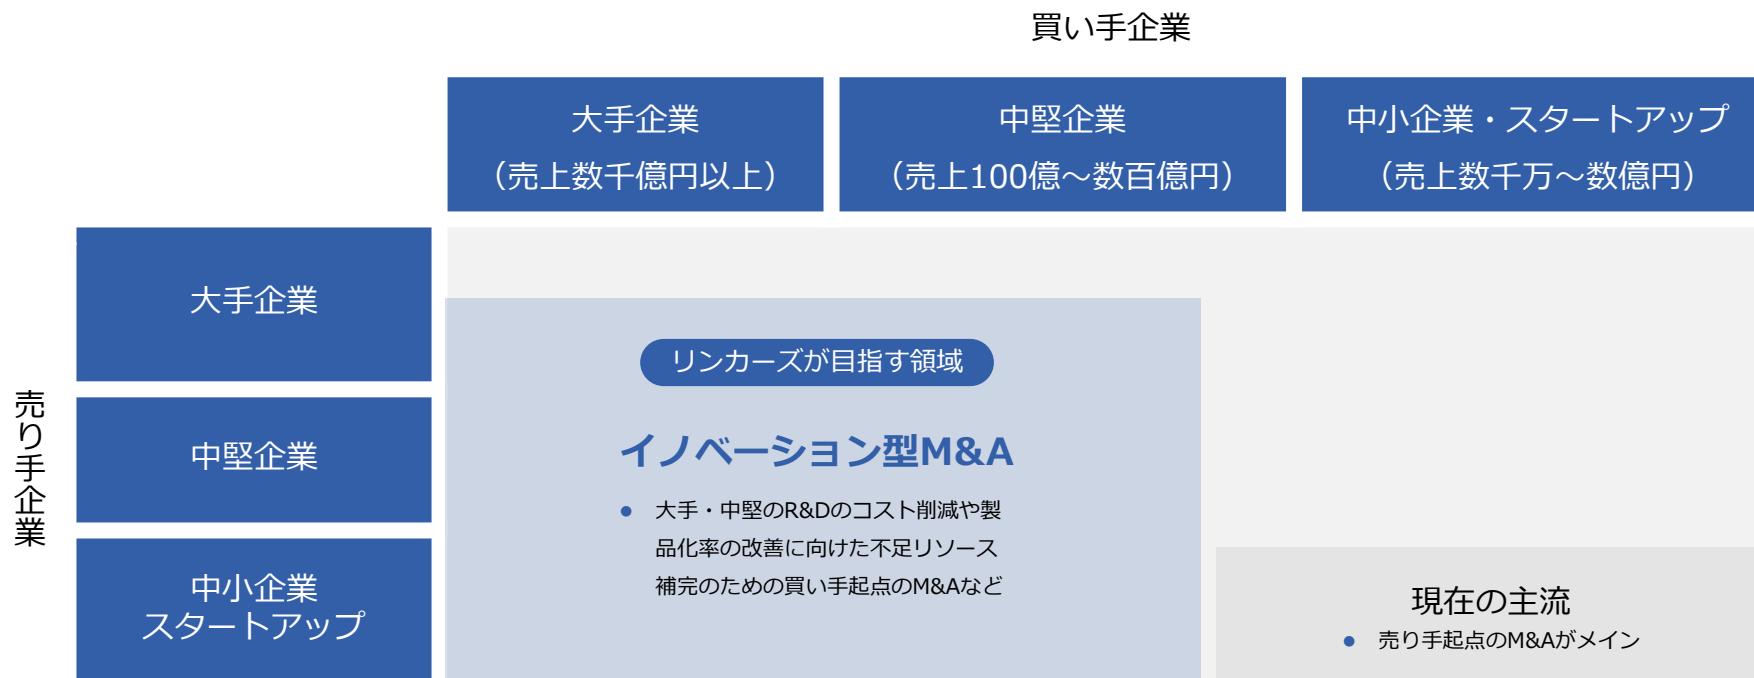 買い手企業
大手企業
（売上数千億円以上）
中堅企業
（売上100億～数百億円）
中小企業・スタートアップ
（売上数千万～数億円）
売り手企業
大手企業
中堅企業
中小企業
スタートアップ
リンカーズが目指す領域
イノベーション型M&A
● 大手・中堅のR&Dのコスト削減や製
品化率の改善に向けた不足リソース
補完のための買い手起点のM&Aなど
現在の主流
● 売り手起点のM&Aがメイン